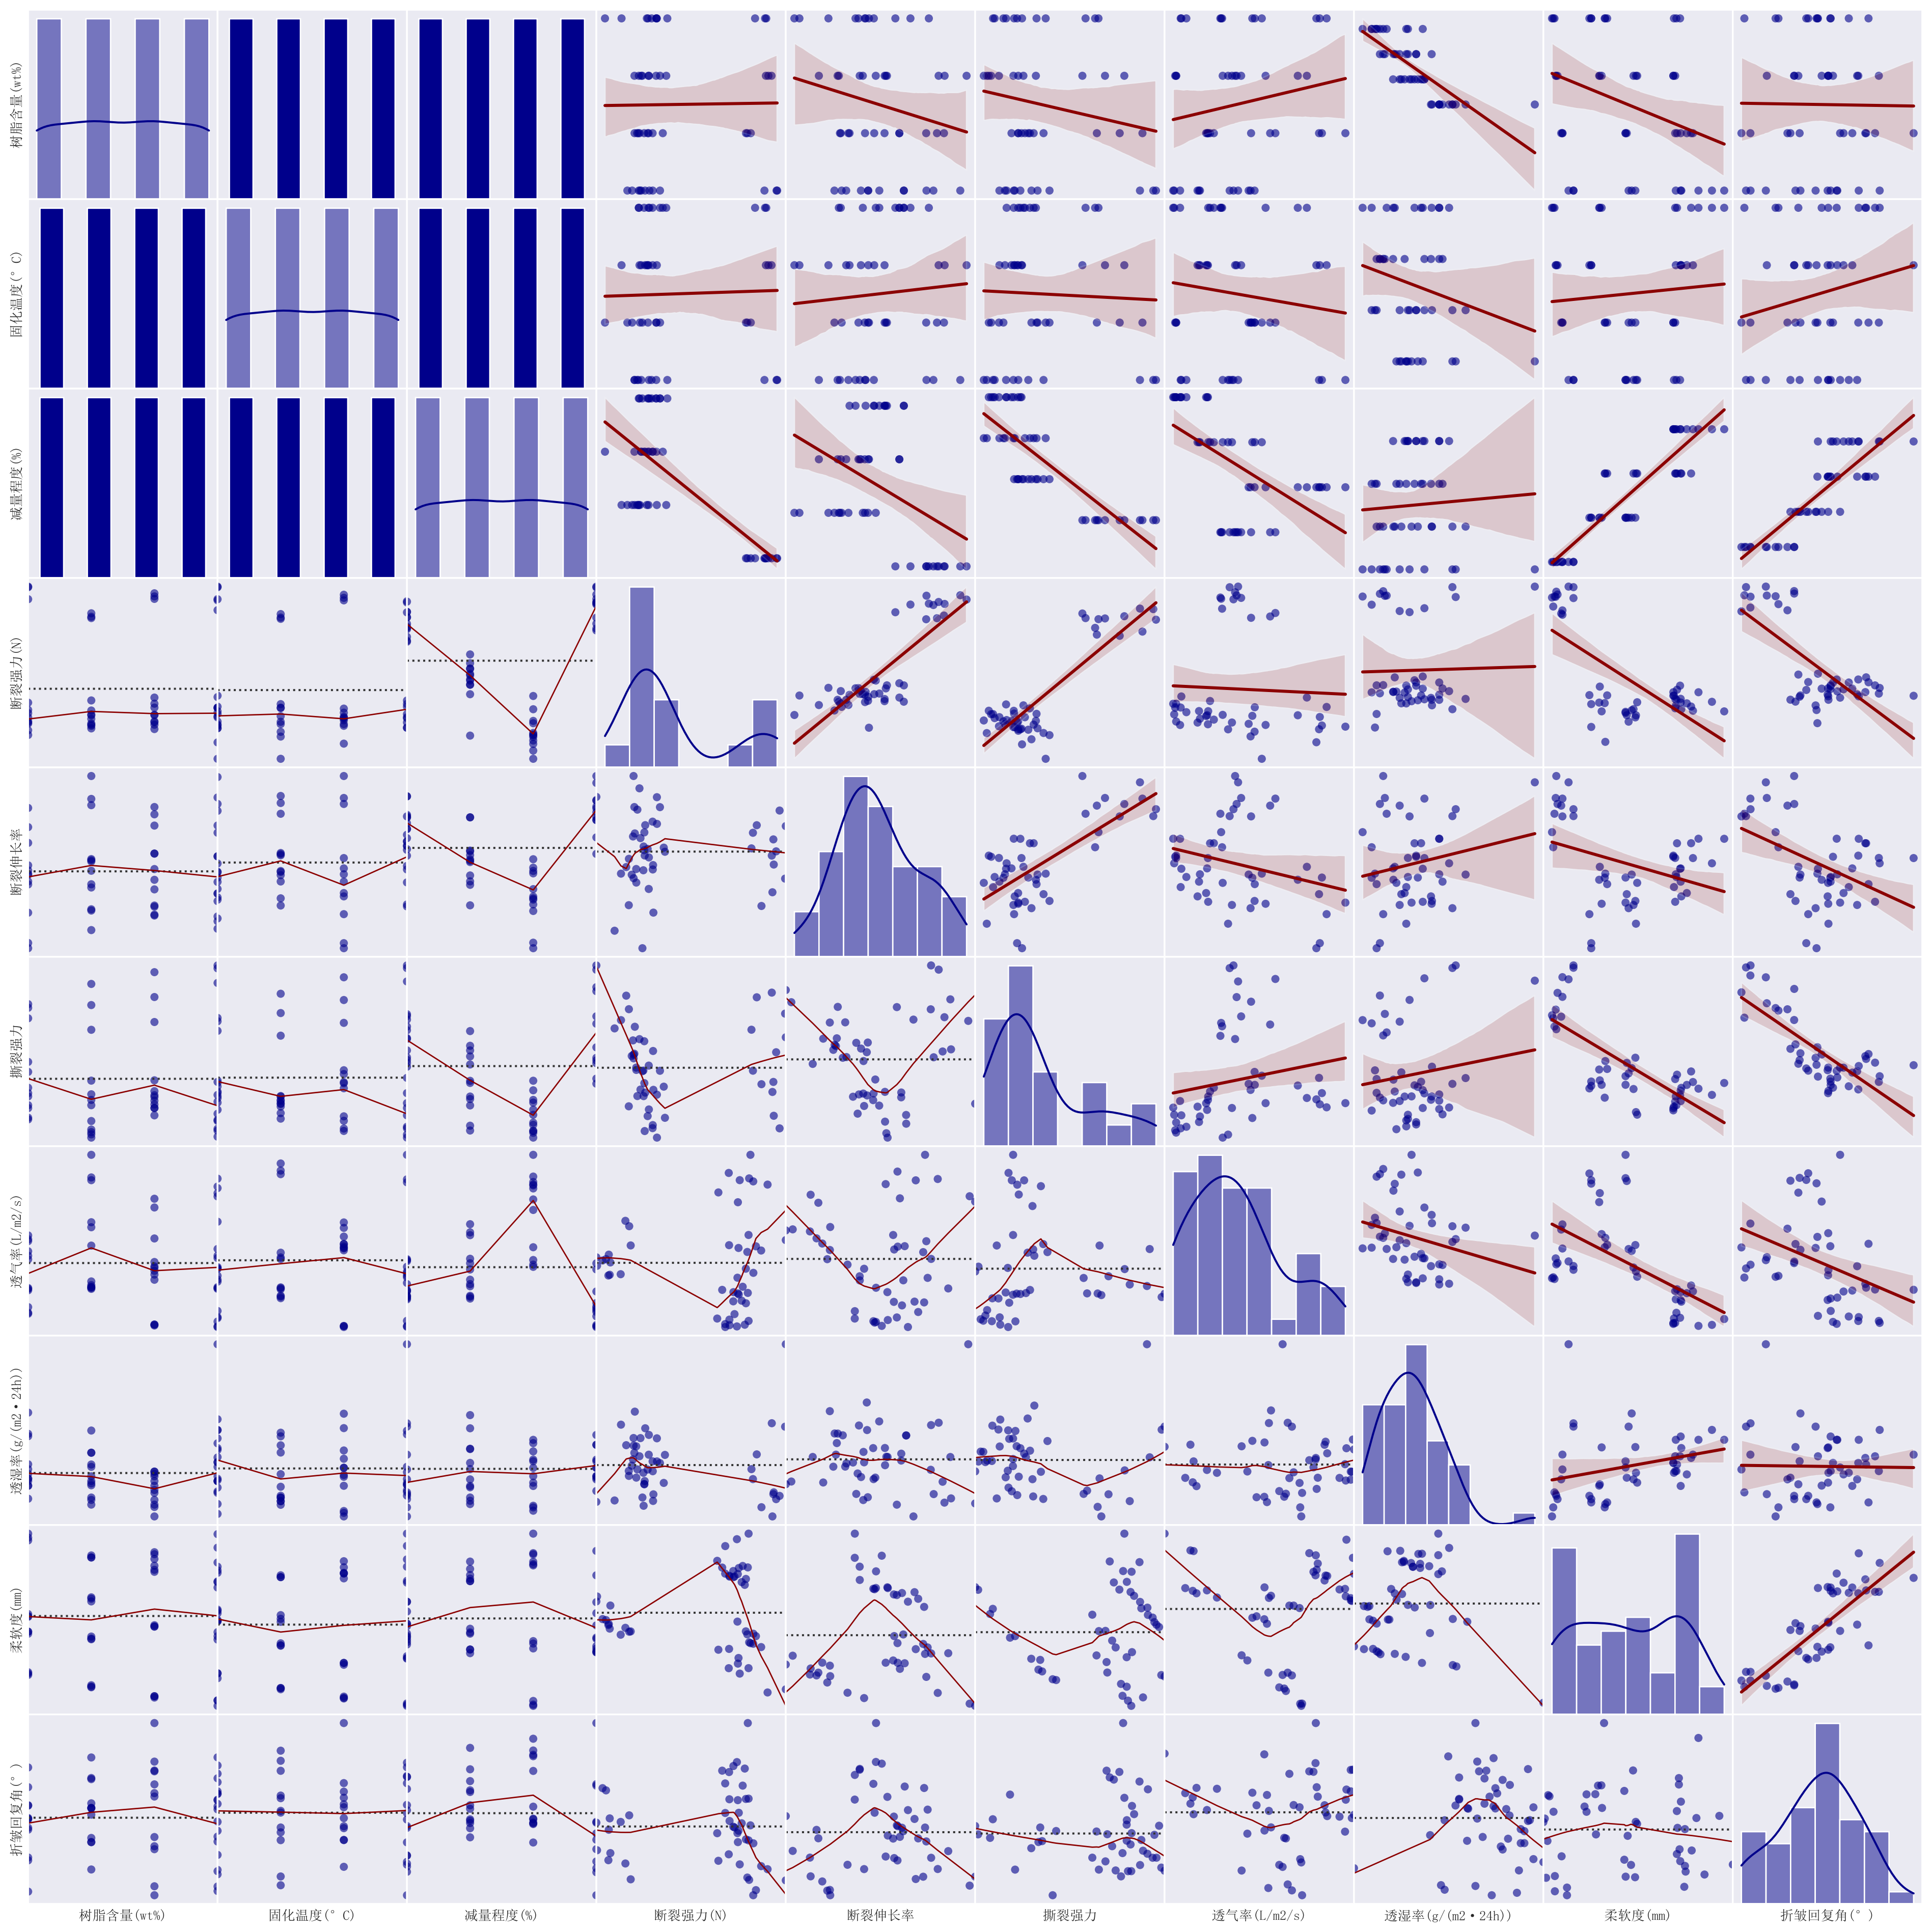 树脂含量(wt%)
固化温度(°C)
减量程度(%)
断裂强力(N)
断裂伸长率
撕裂强力
透气率(L/m2/s)
透湿率(g/(m2·24h))
柔软度(mm)
折皱回复角(°)
树脂含量(wt%)
固化温度(°C)
减量程度(%)
断裂强力(N)
断裂伸长率
撕裂强力
透气率(L/m2/s)
透湿率(g/(m2·24h))
柔软度(mm)
折皱回复角(°)